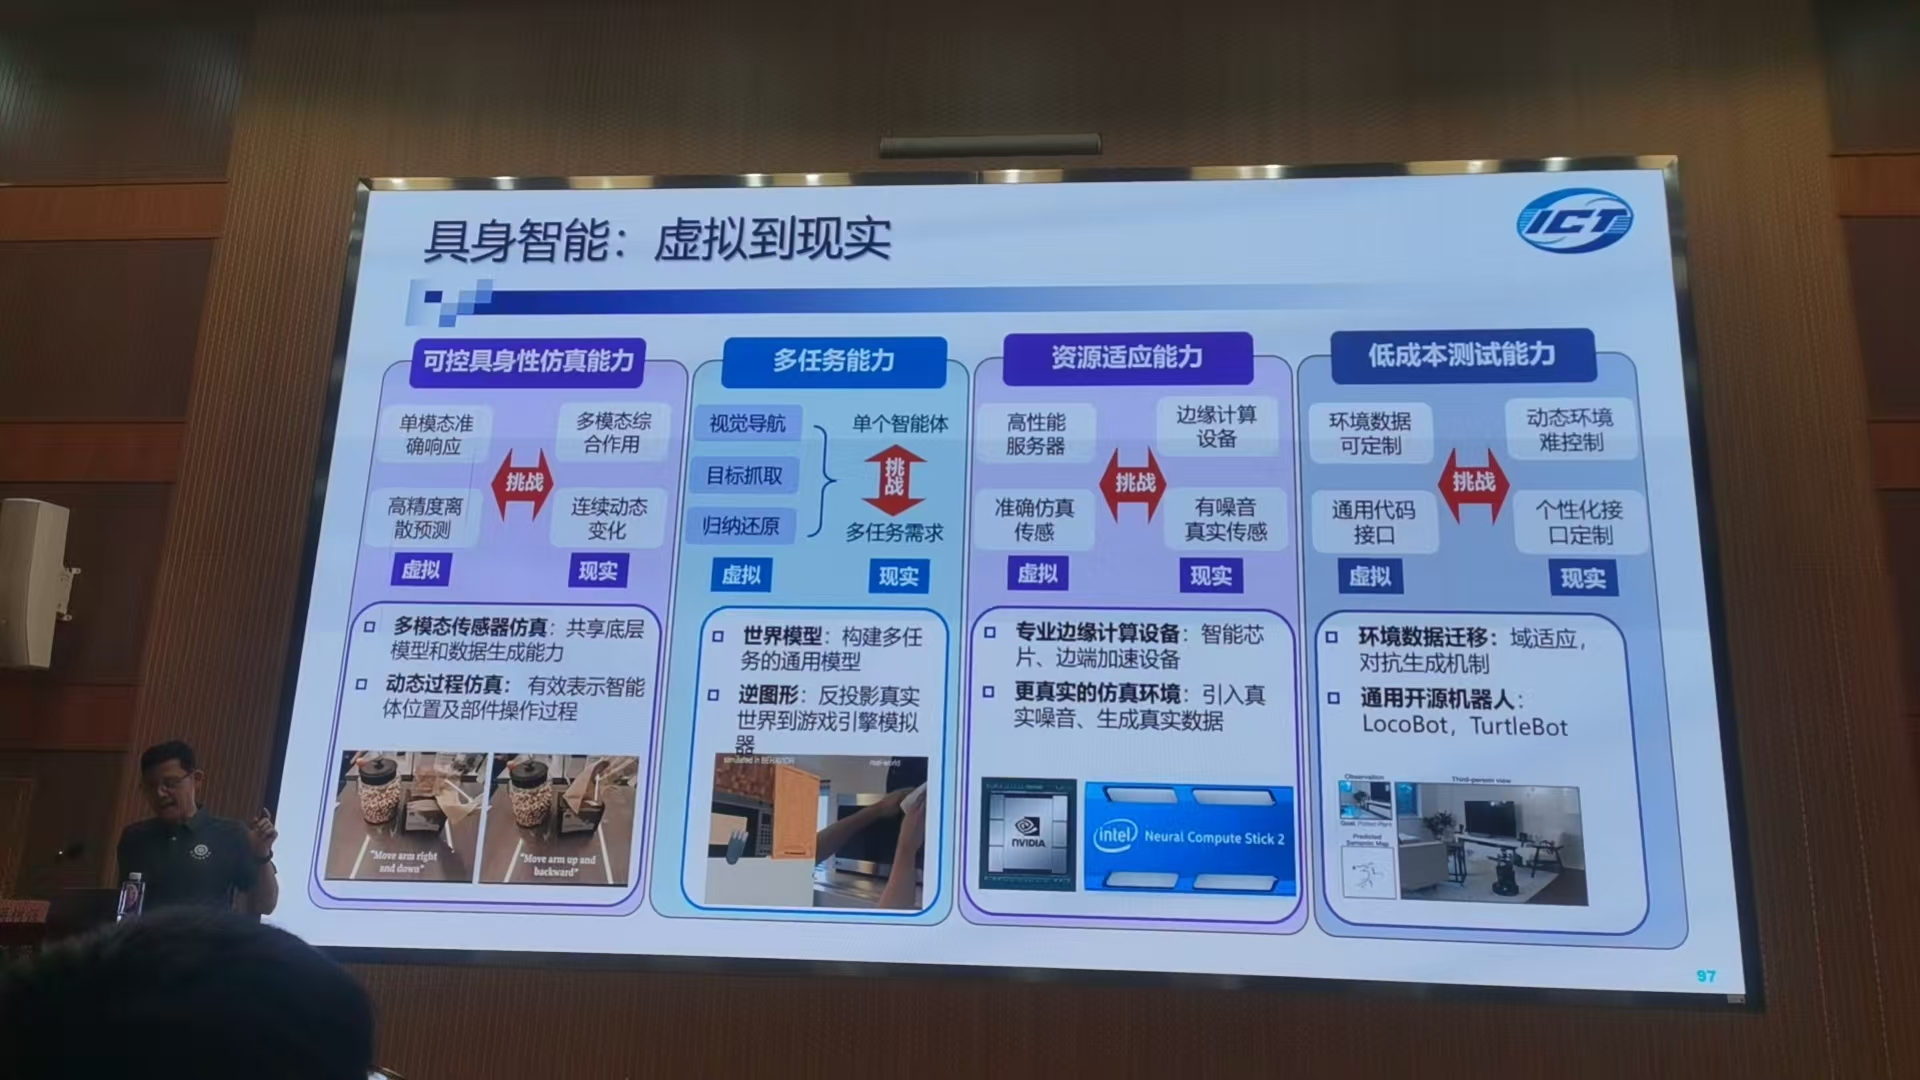 具身智能：虚拟到现实
ICT
可控具身性仿真能力
单模态准
确响应
多模态综
合作用
挑战
高精度离
散预测
连续动态
变化
虚拟
现实
多模态传感器仿真：共享底层
模型和数据生成能力
动态过程仿真：有效表示智能
体位置及部件操作过程
"Move arm right
and down"
"Move arm up and
backward"
多任务能力
视觉导航
目标抓取
归纳还原
单个智能体
挑
战
多任务需求
虚拟
现实
世界模型：构建多任
务的通用模型
逆图形：反投影真实
世界到游戏引擎模拟
器
simulated in BEHAVIOR
real-world
资源适应能力
高性能
服务器
边缘计算
设备
挑战
准确仿真
传感
有噪音
真实传感
虚拟
现实
专业边缘计算设备：智能芯
片、边端加速设备
更真实的仿真环境：引入真
实噪音、生成真实数据
NVIDIA
intel Neural Compute Stick 2
低成本测试能力
环境数据
可定制
动态环境
难控制
挑战
通用代码
接口
个性化接
口定制
虚拟
现实
环境数据迁移：域适应，
对抗生成机制
通用开源机器人：
LocoBot，TurtleBot
Observation
Third-person view
Goal: Potted Plant
Predicted
Semantic Map
97